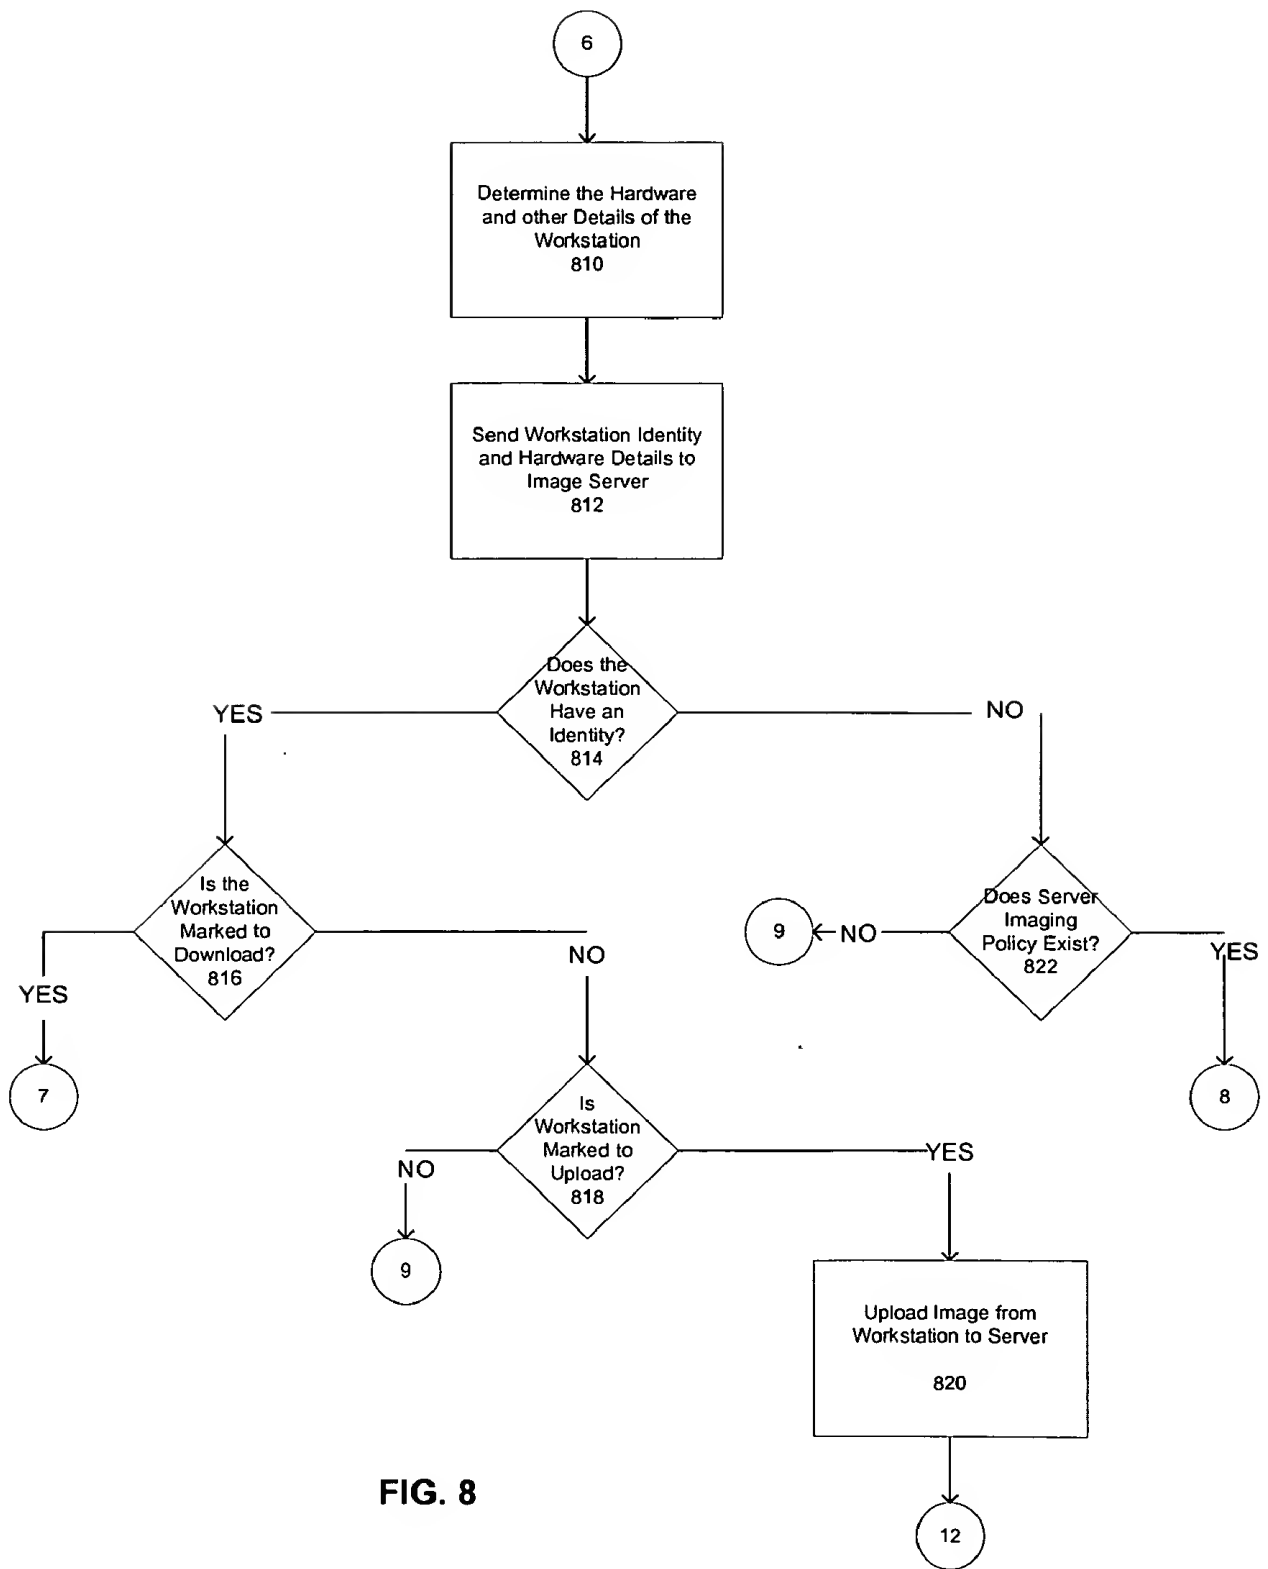 6
Determine the Hardware
and other Details of the
Workstation
810
Send Workstation Identity
and Hardware Details to
Image Server
812
Does the
Workstation
Have an
Identity?
814
YES
NO
Is the
Workstation
Marked to
Download?
816
YES
NO
7
Does Server
Imaging
Policy Exist?
822
NO
9
YES
8
Is
Workstation
Marked to
Upload?
818
NO
9
YES
Upload Image from
Workstation to Server
820
12
FIG. 8